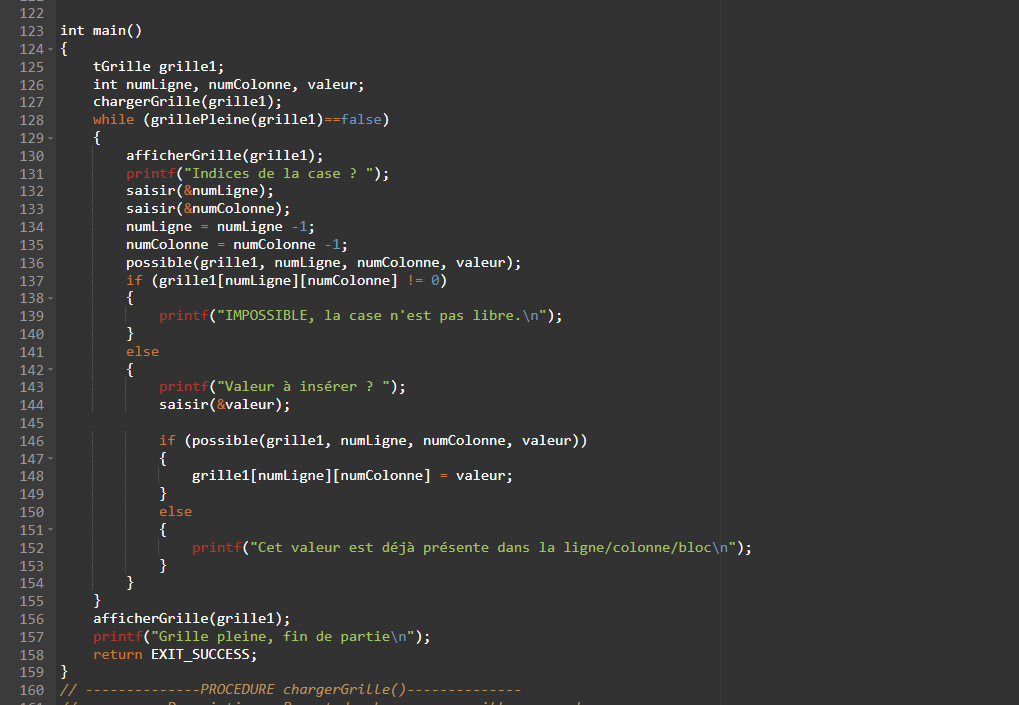 122
123 int main()
124 {
125 tGrille grille1;
126 int numLigne, numColonne, valeur;
127 chargerGrille(grille1);
128 while (grillePleine(grille1)==false)
129 {
130 afficherGrille(grille1);
131 printf("Indices de la case ? ");
132 saisir(&numLigne);
133 saisir(&numColonne);
134 numLigne = numLigne -1;
135 numColonne = numColonne -1;
136 possible(grille1, numLigne, numColonne, valeur);
137 if (grille1[numLigne][numColonne] != 0)
138 {
139 printf("IMPOSSIBLE, la case n'est pas libre.\n");
140 }
141 else
142 {
143 printf("Valeur à insérer ? ");
144 saisir(&valeur);
145
146 if (possible(grille1, numLigne, numColonne, valeur))
147 {
148 grille1[numLigne][numColonne] = valeur;
149 }
150 else
151 {
152 printf("Cet valeur est déjà présente dans la ligne/colonne/bloc\n");
153 }
154 }
155 }
156 afficherGrille(grille1);
157 printf("Grille pleine, fin de partie\n");
158 return EXIT_SUCCESS;
159 }
160 // --------------PROCEDURE chargerGrille()--------------